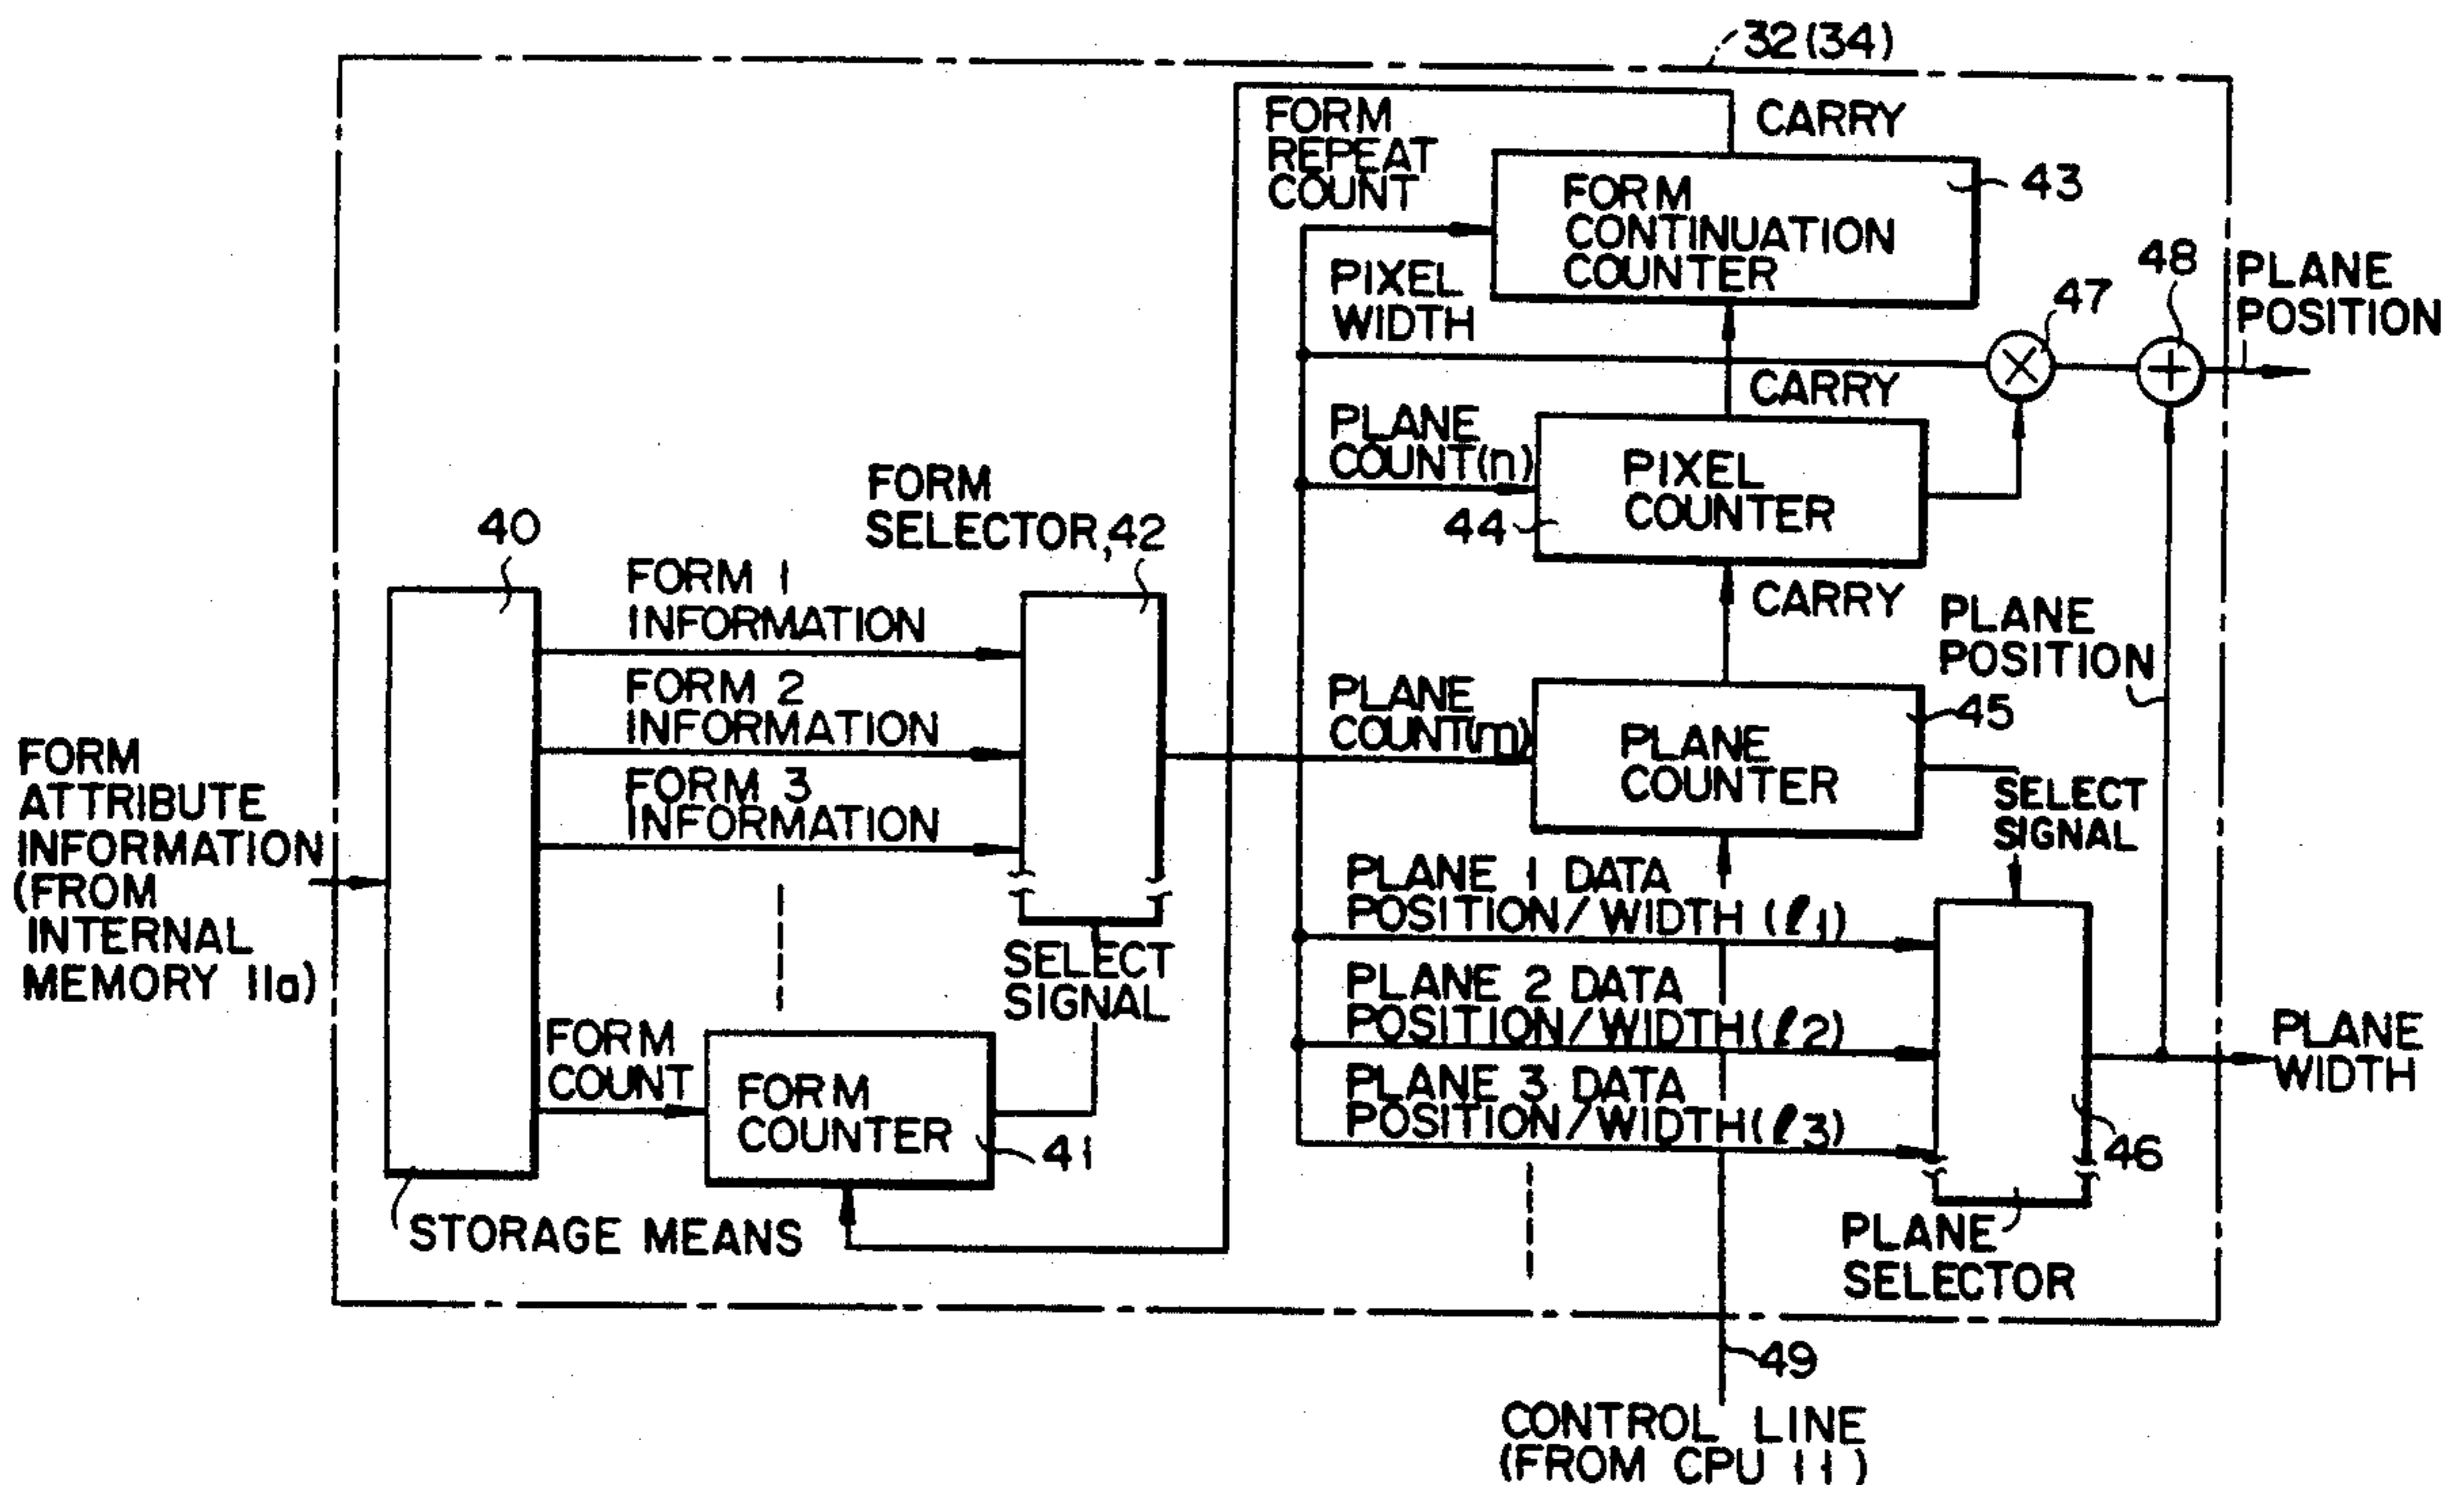 32(34)
FORM
REPEAT
COUNT
CARRY
FORM
CONTINUATION
COUNTER
43
PIXEL
WIDTH
48
47
PLANE
POSITION
CARRY
PLANE
COUNT(n)
PIXEL
COUNTER
44
FORM
SELECTOR,42
40
FORM 1
INFORMATION
FORM 2
INFORMATION
FORM 3
INFORMATION
CARRY
PLANE
POSITION
PLANE
COUNT(m)
PLANE
COUNTER
45
SELECT
SIGNAL
FORM
ATTRIBUTE
INFORMATION
(FROM
INTERNAL
MEMORY 11a)
PLANE 1 DATA
POSITION/WIDTH (ℓ1)
PLANE 2 DATA
POSITION/WIDTH(ℓ2)
PLANE 3 DATA
POSITION/WIDTH(ℓ3)
SELECT
SIGNAL
FORM
COUNT
FORM
COUNTER
41
PLANE
WIDTH
46
STORAGE MEANS
PLANE
SELECTOR
49
CONTROL LINE
(FROM CPU 11)